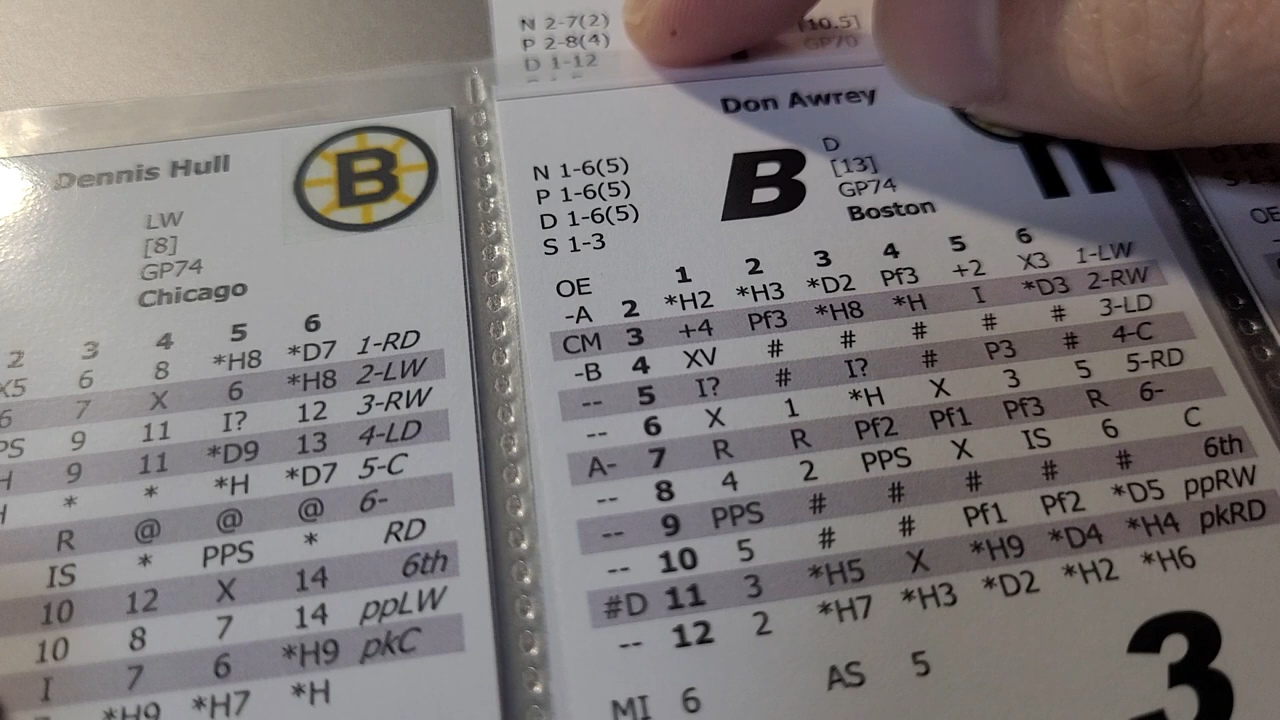 N 2-7(2)
P 2-8(4)
D 1-12
[10.5]
GP70
Dennis Hull
B
LW
[8]
GP74
Chicago
2 3 4 5 6
X5 6 8 *H8 *D7 1-RD
6 7 X 6 *H8 2-LW
PS 9 11 I? 12 3-RW
H 9 11 *D9 13 4-LD
H * * *H *D7 5-C
R @ @ @ 6-
IS * PPS * RD
10 12 X 14 6th
10 8 7 14 ppLW
I 7 6 *H9 pkC
*H9 *H7 *H
Don Awrey
N 1-6(5)
P 1-6(5)
D 1-6(5)
S 1-3
B
D
[13]
GP74
Boston
OE 1 2 3 4 5 6
-A 2 *H2 *H3 *D2 Pf3 +2 X3 1-LW
CM 3 +4 Pf3 *H8 *H I *D3 2-RW
-B 4 XV # # # # # 3-LD
-- 5 I? # I? # P3 # 4-C
-- 6 X 1 *H X 3 5 5-RD
A- 7 R R Pf2 Pf1 Pf3 R 6-
-- 8 4 2 PPS X IS 6 C
-- 9 PPS # # # # # 6th
-- 10 5 # # Pf1 Pf2 *D5 ppRW
#D 11 3 *H5 X *H9 *D4 *H4 pkRD
-- 12 2 *H7 *H3 *D2 *H2 *H6
MI 6 AS 5
3
OE